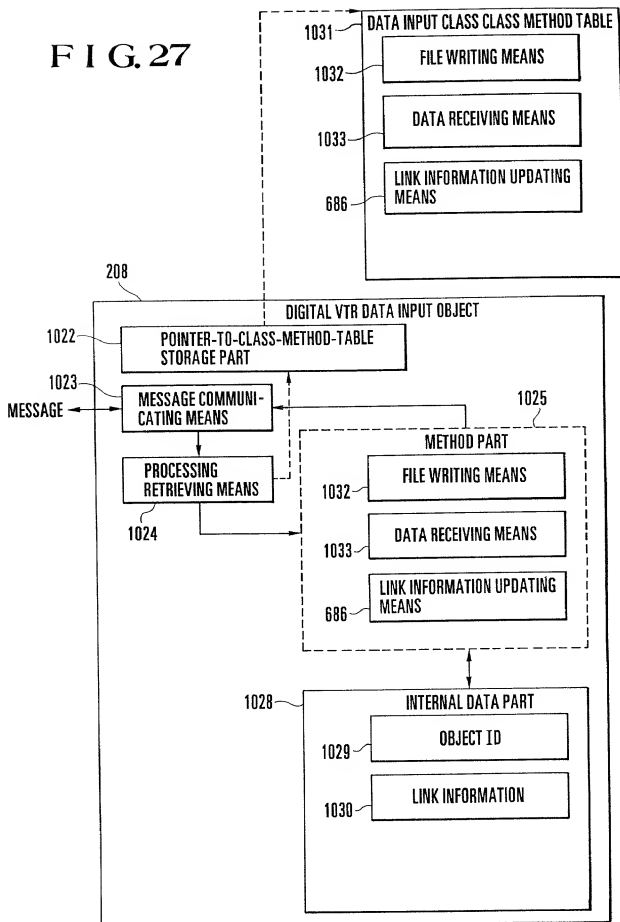 FIG. 27
1031
DATA INPUT CLASS CLASS METHOD TABLE
1032
FILE WRITING MEANS
1033
DATA RECEIVING MEANS
686
LINK INFORMATION UPDATING
MEANS
208
DIGITAL VTR DATA INPUT OBJECT
1022
POINTER-TO-CLASS-METHOD-TABLE
STORAGE PART
1023
MESSAGE
MESSAGE COMMUNI-
CATING MEANS
1025
METHOD PART
PROCESSING
RETRIEVING MEANS
1024
1032
FILE WRITING MEANS
1033
DATA RECEIVING MEANS
686
LINK INFORMATION UPDATING
MEANS
1028
INTERNAL DATA PART
1029
OBJECT ID
1030
LINK INFORMATION